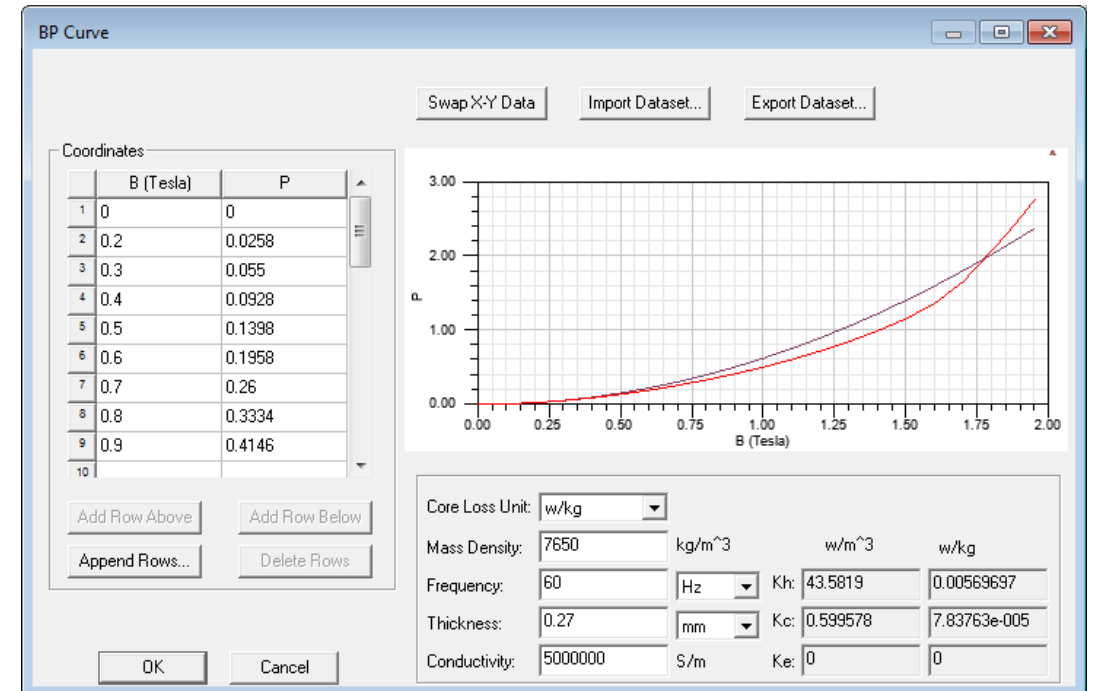 BP Curve
Swap X-Y Data Import Dataset... Export Dataset...
Coordinates
B (Tesla) P
1 0 0
2 0.2 0.0258
3 0.3 0.055
4 0.4 0.0928
5 0.5 0.1398
6 0.6 0.1958
7 0.7 0.26
8 0.8 0.3334
9 0.9 0.4146
10
Add Row Above Add Row Below
Append Rows... Delete Rows
OK Cancel
3.00
2.00
P
1.00
0.00
0.00 0.25 0.50 0.75 1.00 1.25 1.50 1.75 2.00
B (Tesla)
Core Loss Unit: w/kg
Mass Density: 7650 kg/m^3 w/m^3 w/kg
Frequency: 60 Hz Kh: 43.5819 0.00569697
Thickness: 0.27 mm Kc: 0.599578 7.83763e-005
Conductivity: 5000000 S/m Ke: 0 0